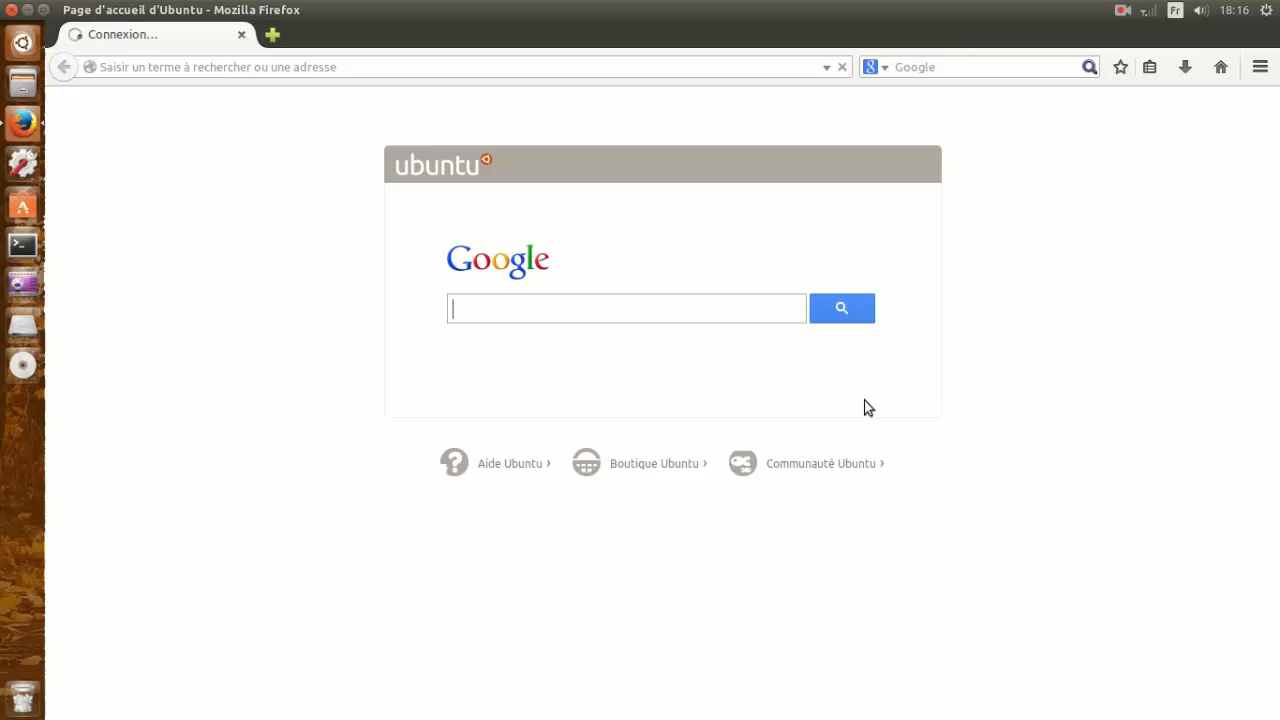 Page d'accueil d'Ubuntu - Mozilla Firefox
Fr
18:16
Connexion...
Saisir un terme à rechercher ou une adresse
Google
ubuntu
Google
Aide Ubuntu ›
Boutique Ubuntu ›
Communauté Ubuntu ›